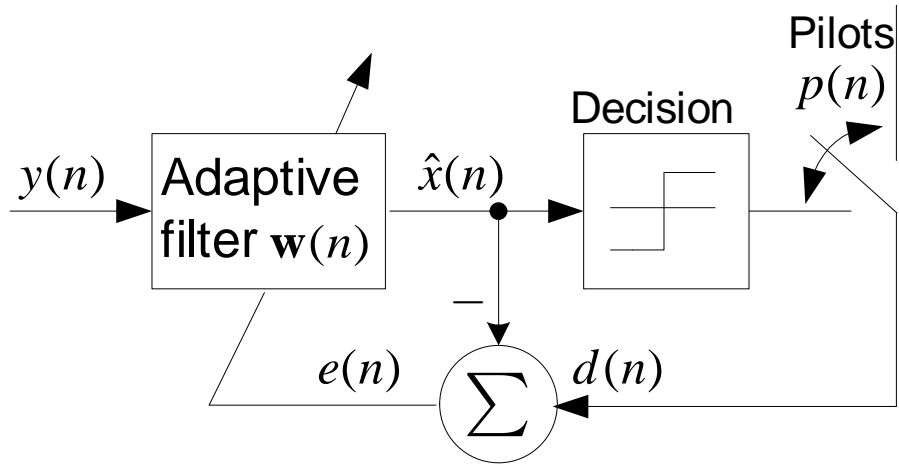 Pilots
p(n)
Decision
y(n)
Adaptive
filter w(n)
x̂(n)
−
e(n)
∑
d(n)